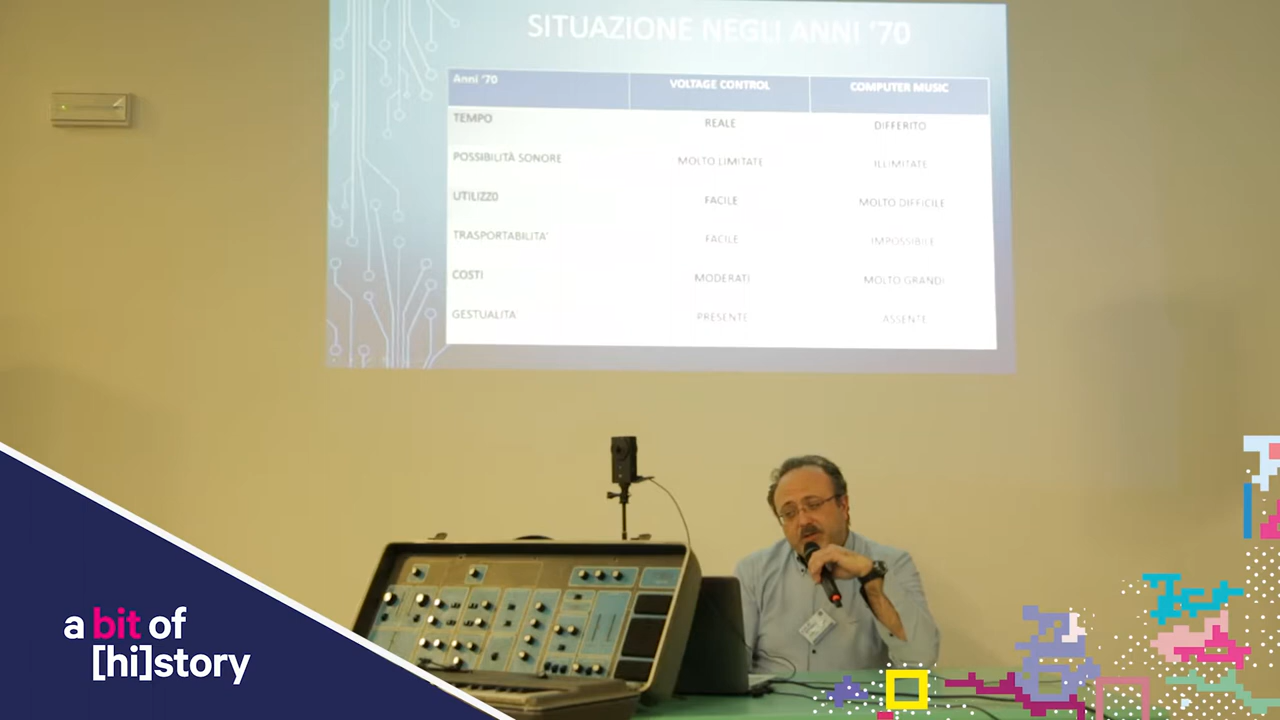 SITUAZIONE NEGLI ANNI '70
Anni '70 VOLTAGE CONTROL COMPUTER MUSIC
TEMPO REALE DIFFERITO
POSSIBILITÀ SONORE MOLTO LIMITATE ILLIMITATE
UTILIZZO FACILE MOLTO DIFFICILE
TRASPORTABILITA' FACILE IMPOSSIBILE
COSTI MODERATI MOLTO GRANDI
GESTUALITA PRESENTE ASSENTE
a bit of
[hi]story